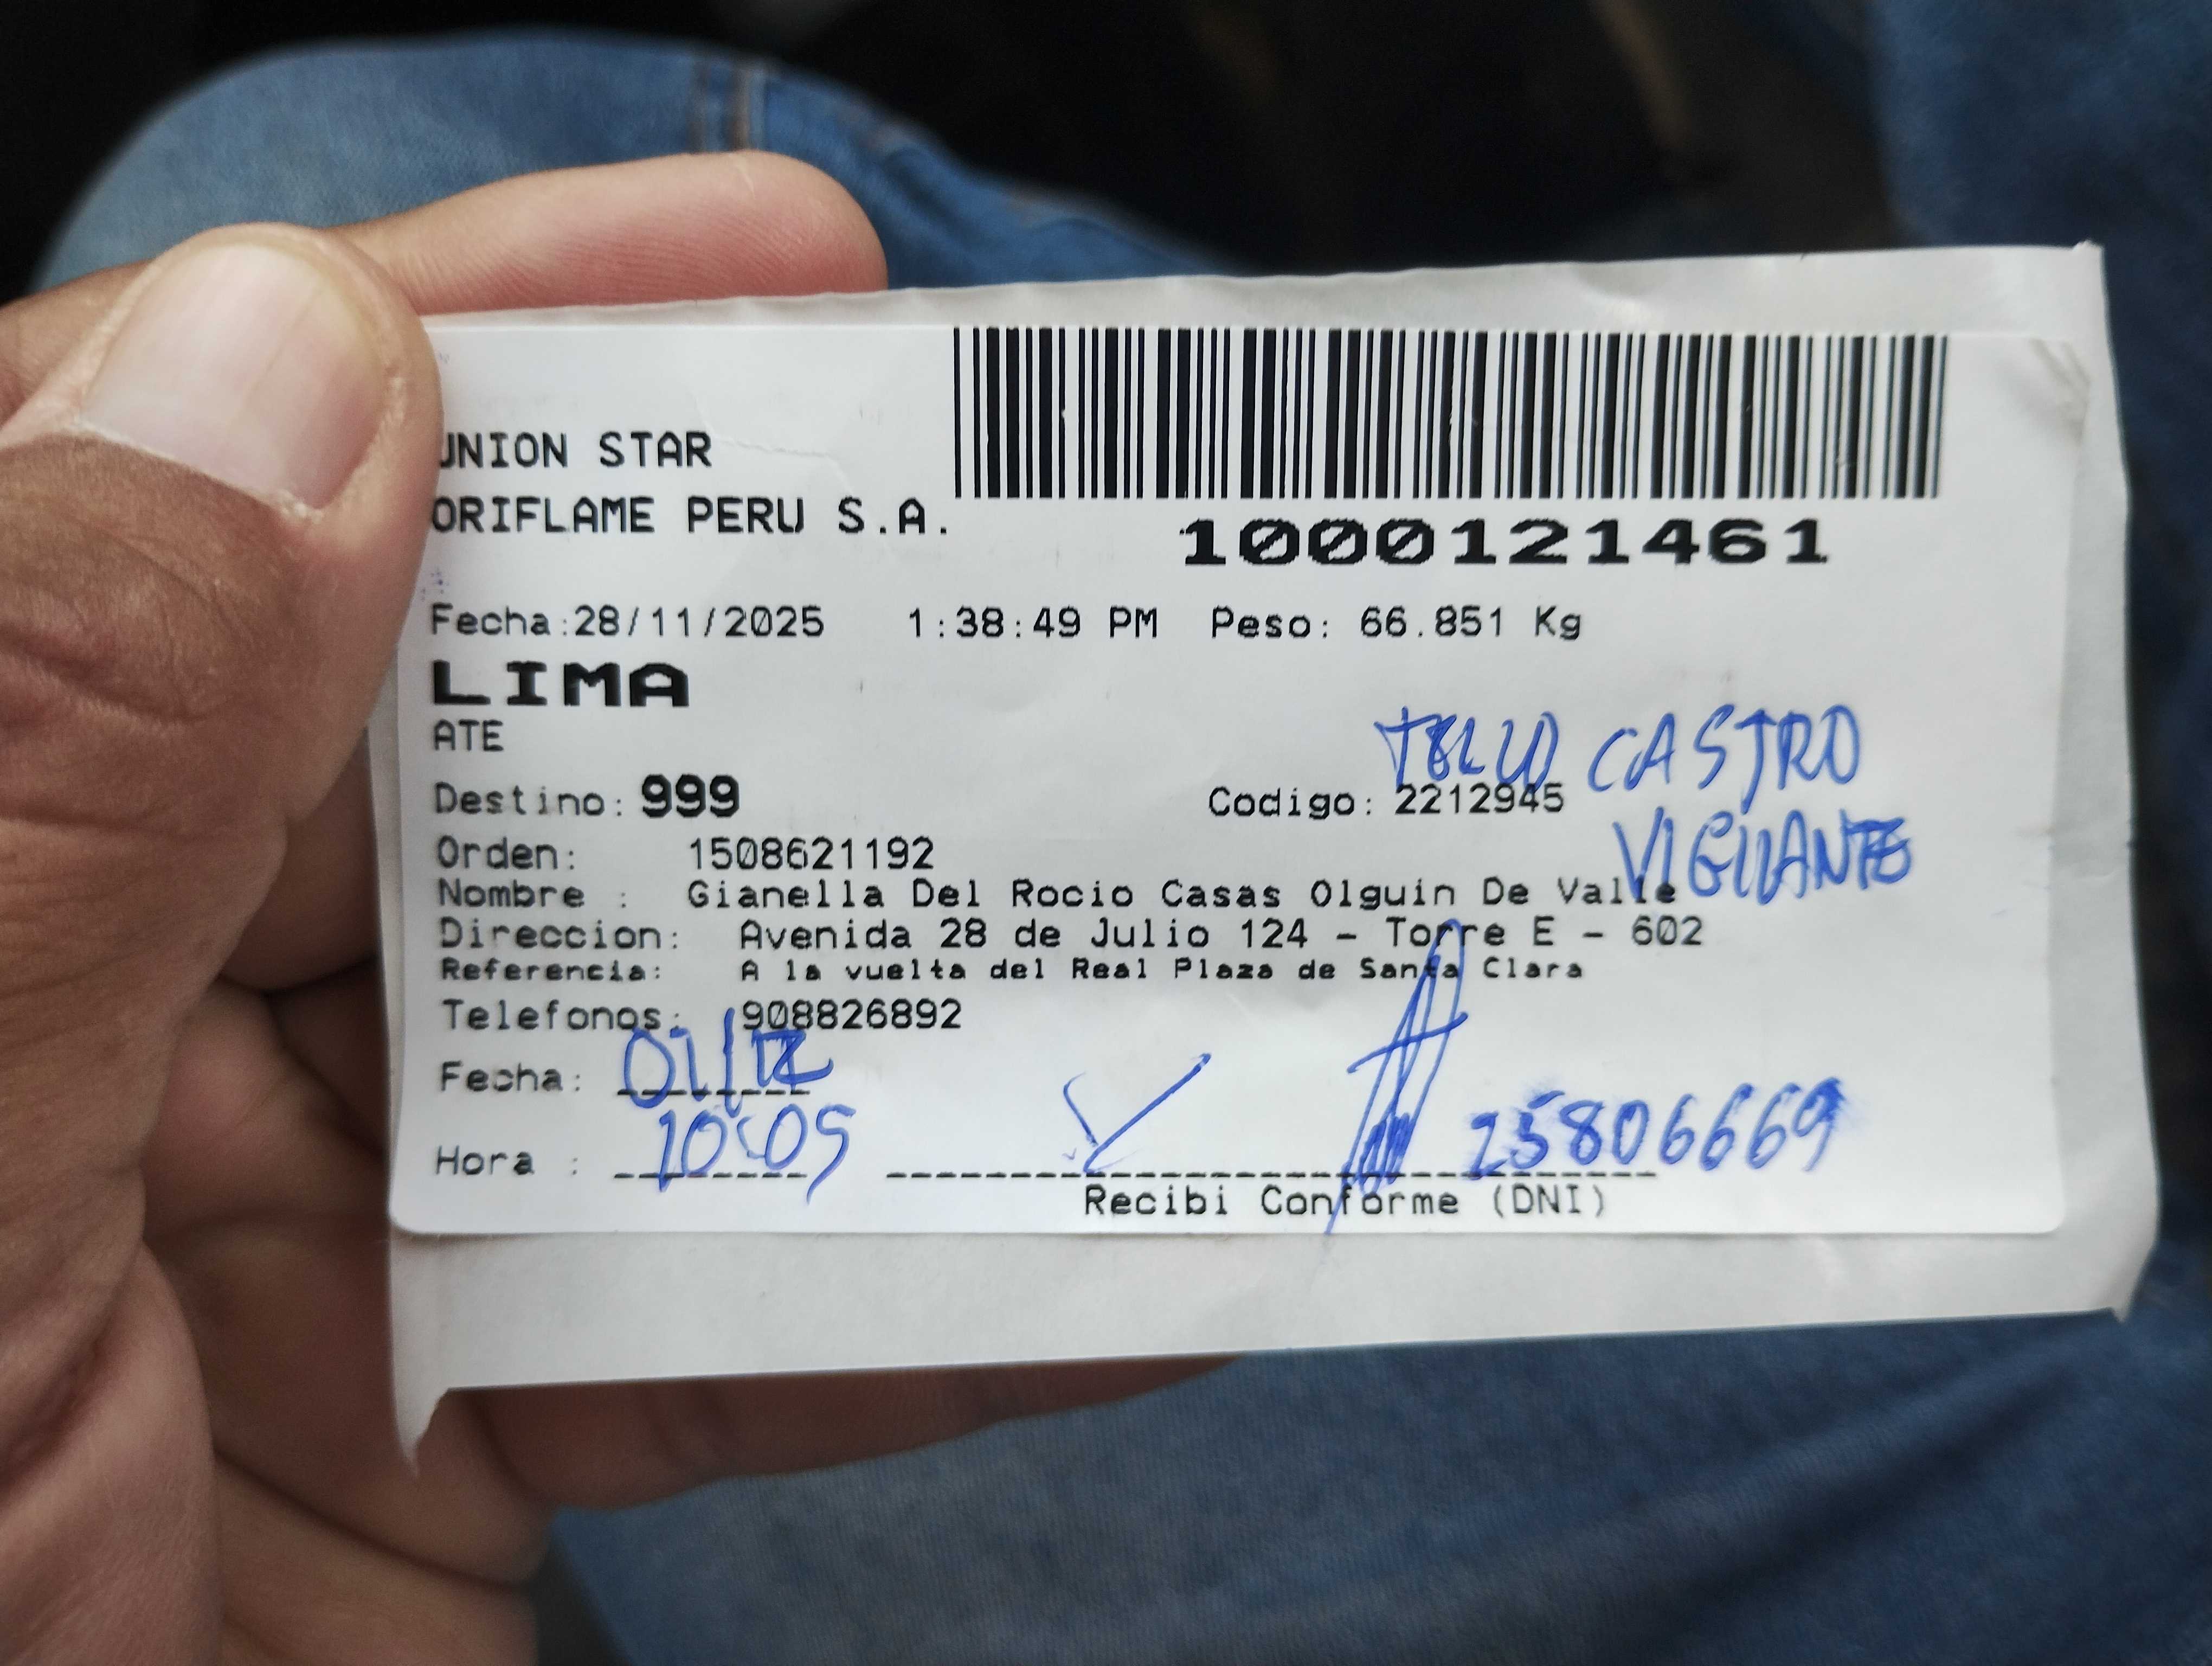 UNION STAR
ORIFLAME PERU S.A.
1000121461
Fecha:28/11/2025 1:38:49 PM Peso: 66.851 Kg
LIMA
ATE
TELLO CASTRO
Destino: 999 Codigo: 2212945
VIGILANTE
Orden: 1508621192
Nombre : Gianella Del Rocio Casas Olguin De Valle
Direccion: Avenida 28 de Julio 124 - Torre E - 602
Referencia: A la vuelta del Real Plaza de Santa Clara
Telefonos: 908826892
Fecha: 01/12
Hora : 10:05 25806669
Recibi Conforme (DNI)